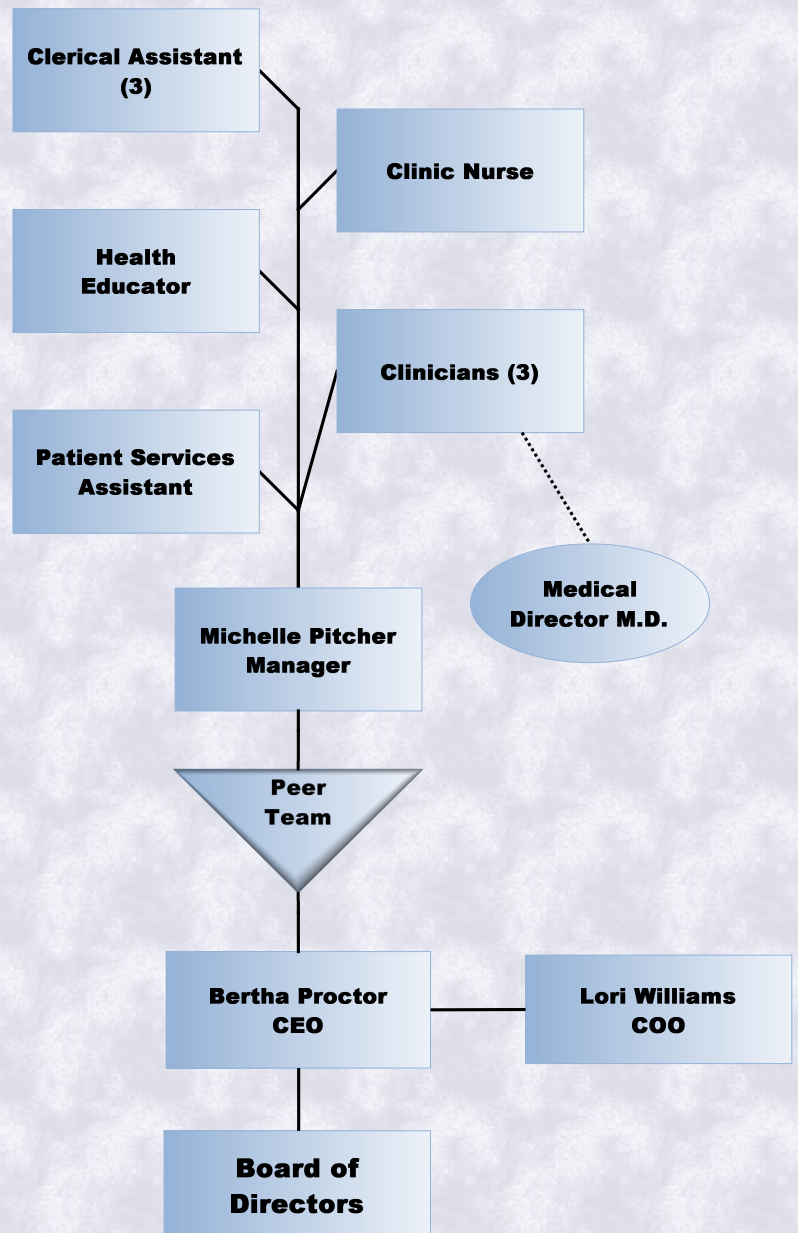 Clerical Assistant
(3)
Clinic Nurse
Health
Educator
Clinicians (3)
Patient Services
Assistant
Medical
Director M.D.
Michelle Pitcher
Manager
Peer
Team
Bertha Proctor
CEO
Lori Williams
COO
Board of
Directors